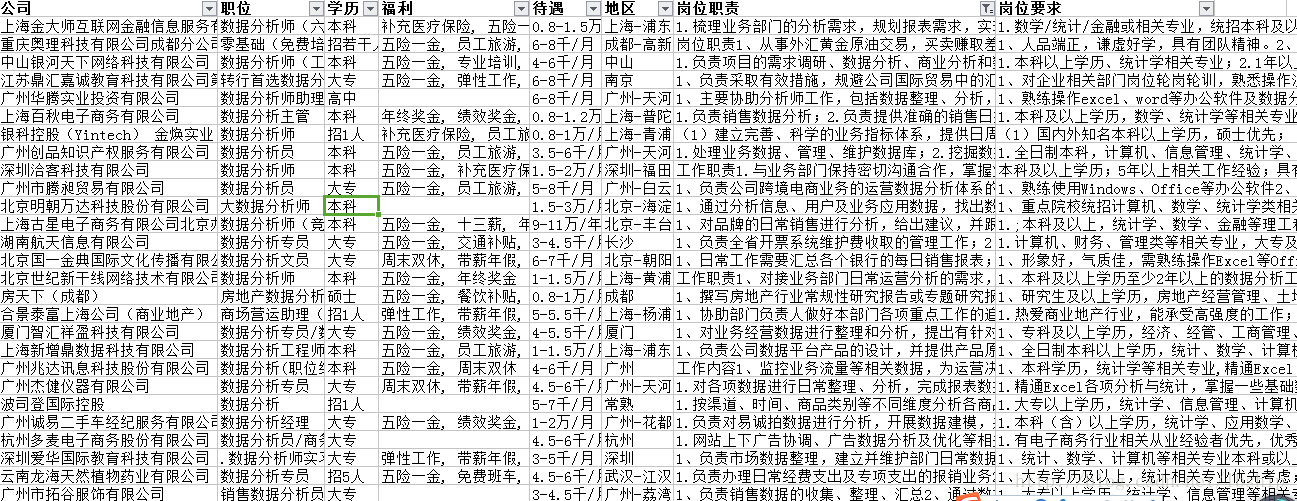 公司 职位 学历 福利 待遇 地区 岗位职责 岗位要求
上海金大师互联网金融信息服务有 数据分析师（六 本科 补充医疗保险, 五险一 0.8-1.5万 上海-浦东 1.梳理业务部门的分析需求，规划报表需求，实 1. 数学/统计/金融或相关专业，统招本科以
重庆奥理科技有限公司成都分公司 零基础（免费培 招若干人 五险一金, 员工旅游, 6-8千/月 成都-高新 岗位职责1、从事外汇黄金原油交易，买卖赚取差 1、人品端正，谦虚好学，具有团队精神。2、
中山银河天下网络科技有限公司 数据分析师（工 本科 五险一金, 专业培训, 4-6千/月 中山 1.负责项目的需求调研、数据分析、商业分析和 1.本科以上学历、统计学相关专业；2.1年以
江苏鼎汇嘉诚教育科技有限公司 转行首选数据分 大专 五险一金, 弹性工作, 6-8千/月 南京 1、负责采取有效措施，规避公司国际贸易中的汇 1、对企业相关部门岗位轮岗轮训，熟悉操作
广州华腾实业投资有限公司 数据分析师助理 高中 6-8千/月 广州-天河 1、主要协助分析师工作，包括数据整理、分析， 1、熟练操作excel、word等办公软件及数据分
上海百秋电子商务有限公司 数据分析主管 本科 年终奖金, 绩效奖金, 0.8-1.2万 上海-普陀 1.负责销售数据分析；2.负责提供准确的销售日 1.本科以上学历，数学、统计学等相关专业
银科控股（Yintech） 金焕实业 数据分析师 招1人 补充医疗保险, 员工旅 0.8-1万/月 上海-青浦 （1）建立完善、科学的业务指标体系，提供日周 （1）国内外知名本科以上学历，硕士优先；
广州创品知识产权服务有限公司 数据分析员 本科 五险一金, 员工旅游, 3.5-6千/月 广州 1.处理业务数据、管理、维护数据库；2.挖掘数 1.全日制本科，计算机、信息管理、统计学、
深圳洽客科技有限公司 数据分析师 本科 五险一金, 补充医疗保 1.5-2万/月 深圳-福田 工作职责1.与业务部门保持密切沟通合作，掌握 本科及以上学历；5年以上相关工作经验；具有
广州市腾昶贸易有限公司 数据分析员 大专 五险一金, 员工旅游, 5-8千/月 广州-白云 1、负责公司跨境电商业务的运营数据分析体系的 1、熟练使用Windows、Office等办公软件2、
北京明朝万达科技股份有限公司 大数据分析师 本科 1.5-3万/月 北京-海淀 1、通过分析信息、用户及业务应用数据，找出数 1、重点院校统招计算机、数学、统计学类相关
上海古星电子商务有限公司北京办 数据分析师（竞 本科 五险一金, 十三薪, 年 9-11万/年 北京-丰台 1、对品牌的日常销售进行分析，给出建议，并跟 1.;本科及以上，统计学、数学、金融等理工科
湖南航天信息有限公司 数据分析专员 大专 五险一金, 交通补贴, 3-4.5千/月 长沙 1、负责全省开票系统维护费收取的管理工作；2 1.计算机、财务、管理类等相关专业，大专及
北京国一金典国际文化传播有限公 数据分析文员 大专 周末双休, 带薪年假, 6-7千/月 北京-朝阳 1、日常工作需要汇总各个银行的每日销售报表； 1、形象好，气质佳，需熟练操作Excel等Offi
北京世纪新干线网络技术有限公司 数据分析师 本科 五险一金, 年终奖金 1-1.5万/月 上海-黄浦 工作职责1、对接业务部门日常运营分析的需求， 1、本科及以上学历至少2年以上的数据分析工
房天下（成都） 房地产数据分析 硕士 五险一金, 餐饮补贴, 0.8-1万/月 成都 1、撰写房地产行业常规性研究报告或专题研究报 1、研究生及以上学历，房地产经营管理、土地
合景泰富上海公司（商业地产） 商场营运助理（ 招1人 弹性工作, 带薪年假, 5-5.5千/月 上海-杨浦 1、协助部门负责人做好本部门各项重点工作的追 1.热爱商业地产行业，能承受高强度的工作；
厦门智汇祥盈科技有限公司 数据分析专员/数 大专 五险一金, 绩效奖金, 4-5.5千/月 厦门 1、对业务经营数据进行整理和分析，提出有针对 1、专科及以上学历，经济、经管、工商管理、
上海新增鼎数据科技有限公司 数据分析工程师 本科 五险一金, 员工旅游, 1-1.5万/月 上海-浦东 1、负责公司数据平台产品的设计，并提供产品原 1、全日制本科以上学历，统计、数学、计算机
广州兆达讯信息科技有限公司 数据分析(职位编 本科 五险一金, 周末双休 4-6千/月 广州 工作内容1、监控业务流量等相关数据，为运营决 1、本科学历，统计学等相关专业，精通Excel
广州杰健仪器有限公司 数据分析专员 大专 周末双休, 带薪年假, 4.5-6千/月 广州-天河 1.对各项数据进行日常整理、分析，完成报表数据 1.精通Excel各项分析与统计，掌握一些基础
波司登国际控股 数据分析 招1人 5-7千/月 常熟 1.按渠道、时间、商品类别等不同维度分析各商 1.大专以上学历，统计学、信息管理、计算机
广州诚易二手车经纪服务有限公司 数据分析经理 大专 五险一金, 绩效奖金, 1-2万/月 广州-花都 1.负责对易诚拍数据进行分析，开展数据建模， 1.本科（含）以上学历，统计学、应用数学、
杭州多麦电子商务股份有限公司 数据分析员/商务 大专 4.5-6千/月 杭州 1.网站上下广告协调、广告数据分析及优化等相 1.有电子商务行业相关从业经验者优先，优秀
深圳爱华国际教育科技有限公司 .数据分析师实习 大专 弹性工作, 带薪年假, 3-5千/月 深圳 1、负责市场数据整理，建立并维护部门日常数据 1、统计、数学、计算机等相关专业本科或以上
云南龙海天然植物药业有限公司 数据分析专员 招5人 五险一金, 免费班车, 4.5-6千/月 武汉-江汉 1.负责办理日常经费支出及专项支出的报销业务 1、大专学历及以上，统计相关专业优先考虑；
广州市拓谷服饰有限公司 销售数据分析员 大专 3-4.5千/月 广州-荔湾 1、负责销售数据的收集、整理、汇总2、通过数 1、大专以上学历，统计学、信息管理等相关